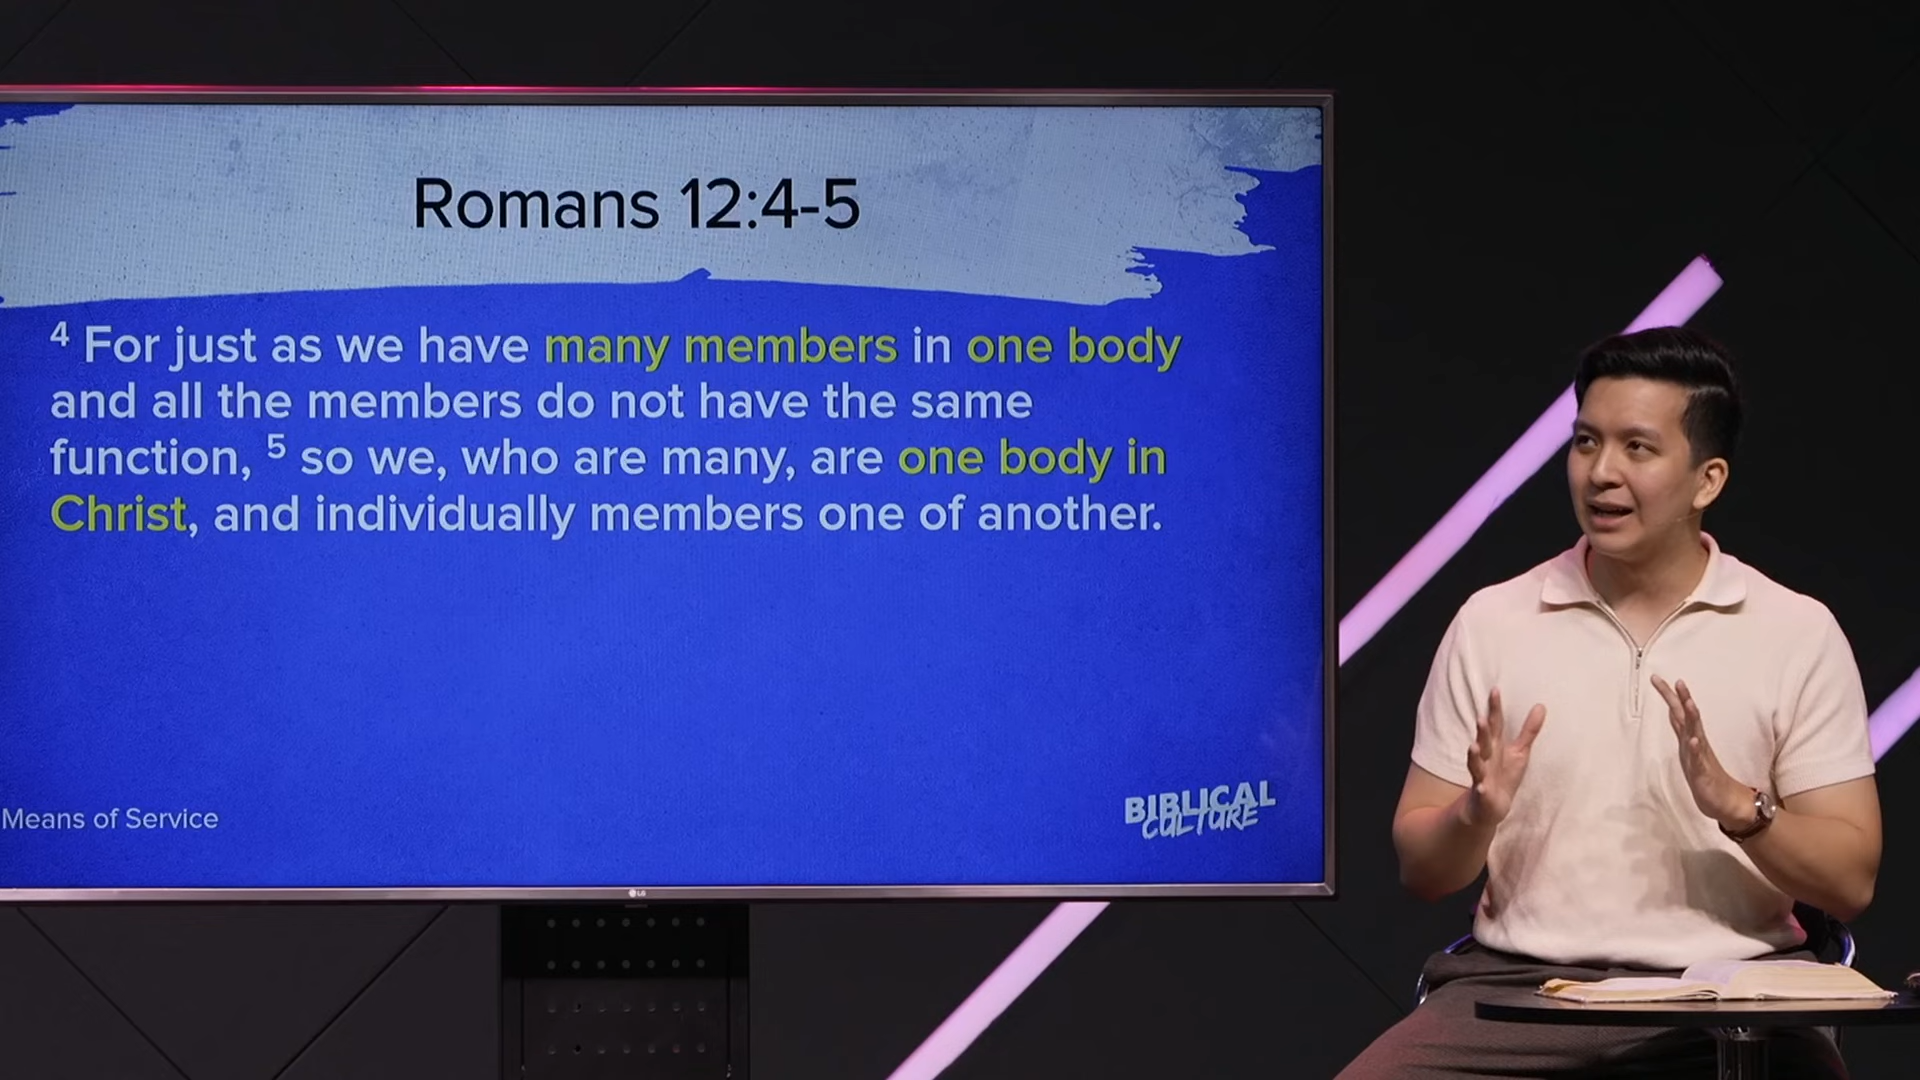 Romans 12:4-5
4 For just as we have many members in one body
and all the members do not have the same
function, 5 so we, who are many, are one body in
Christ, and individually members one of another.
Means of Service
BIBLICAL
CULTURE
LG